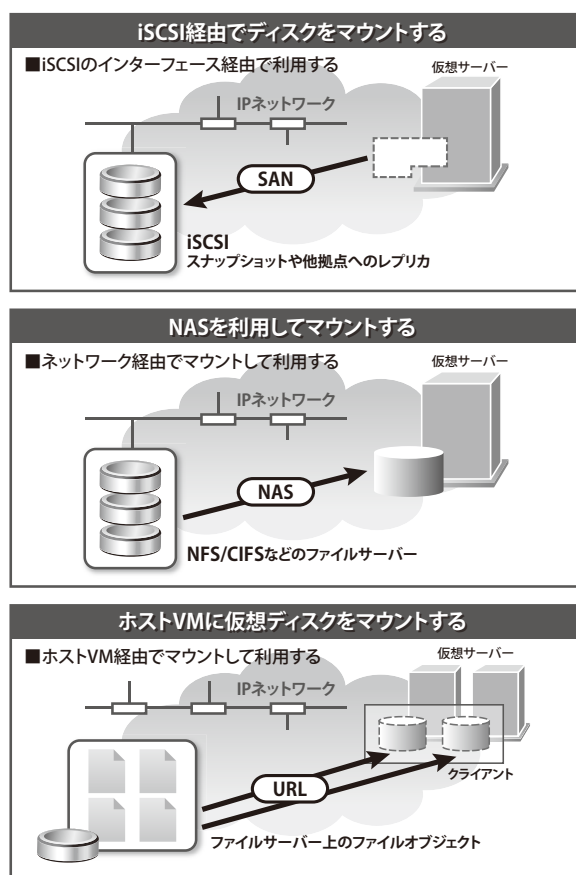 iSCSI経由でディスクをマウントする
■iSCSIのインターフェース経由で利用する
仮想サーバー
IPネットワーク
SAN
iSCSI
スナップショットや他拠点へのレプリカ
NASを利用してマウントする
■ネットワーク経由でマウントして利用する
仮想サーバー
IPネットワーク
NAS
NFS/CIFSなどのファイルサーバー
ホストVMに仮想ディスクをマウントする
■ホストVM経由でマウントして利用する
仮想サーバー
IPネットワーク
クライアント
URL
ファイルサーバー上のファイルオブジェクト